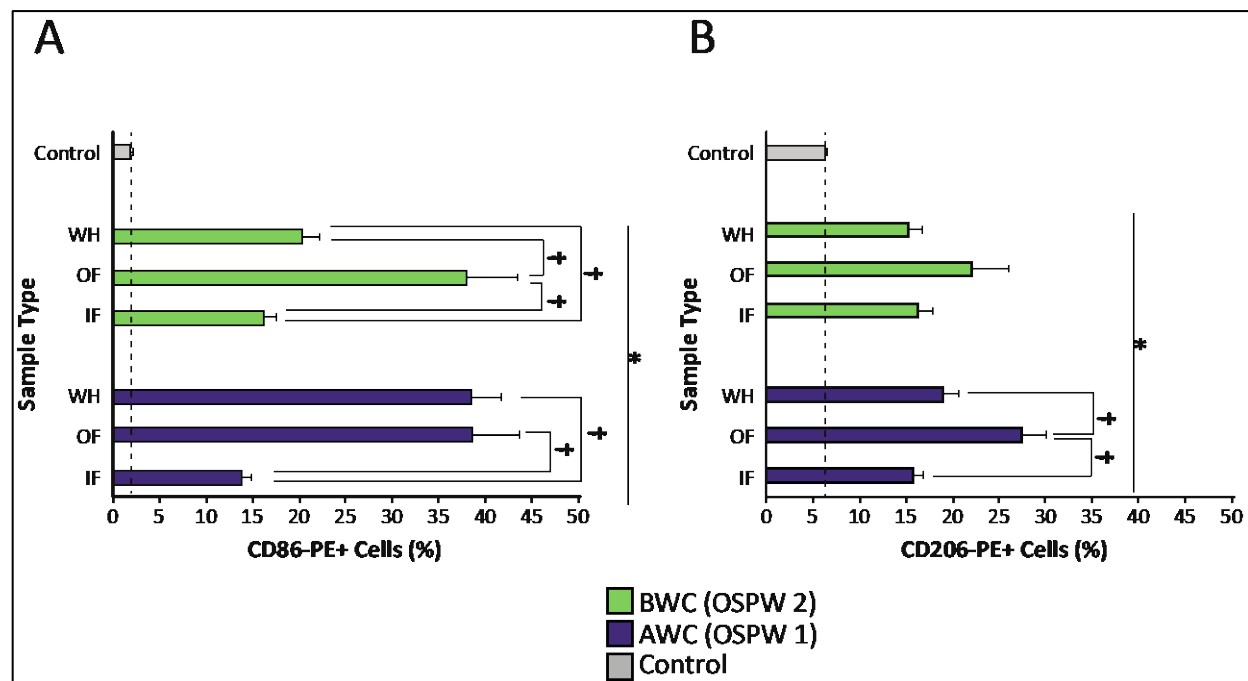 A
Control
WH
OF
IF
WH
OF
IF
Sample Type
0 5 10 15 20 25 30 35 40 45 50
CD86-PE+ Cells (%)
+
+
+
+
+
*
B
Control
WH
OF
IF
WH
OF
IF
Sample Type
0 5 10 15 20 25 30 35 40 45 50
CD206-PE+ Cells (%)
+
+
*
BWC (OSPW 2)
AWC (OSPW 1)
Control